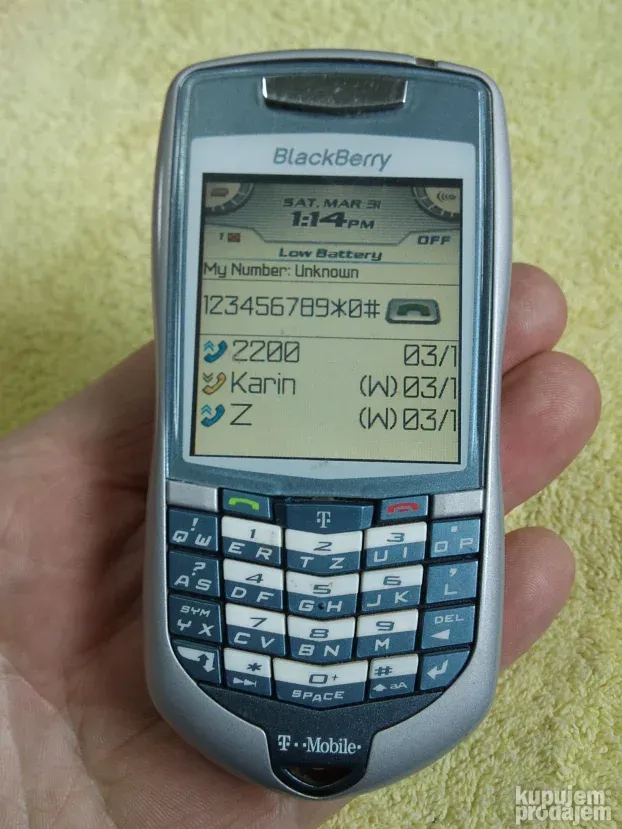 BlackBerry
SAT, MAR 31
1:14PM
1 OFF
Low Battery
My Number: Unknown
123456789*0#
2200 03/1
Karin (W) 03/1
Z (W) 03/1
T
! Q W 1 E R 2 T Z 3 U I O P
? A S 4 D F 5 G H 6 J K , L
SYM Y X 7 C V 8 B N 9 M DEL
* 0+ SPACE # aA
T··Mobile·
kupujem
prodajem